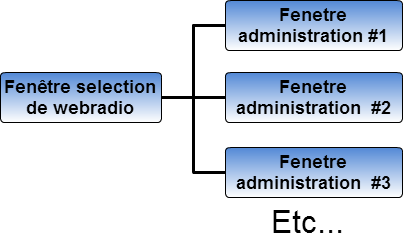 Fenêtre selection
de webradio
Fenetre
administration #1
Fenetre
administration #2
Fenetre
administration #3
Etc...